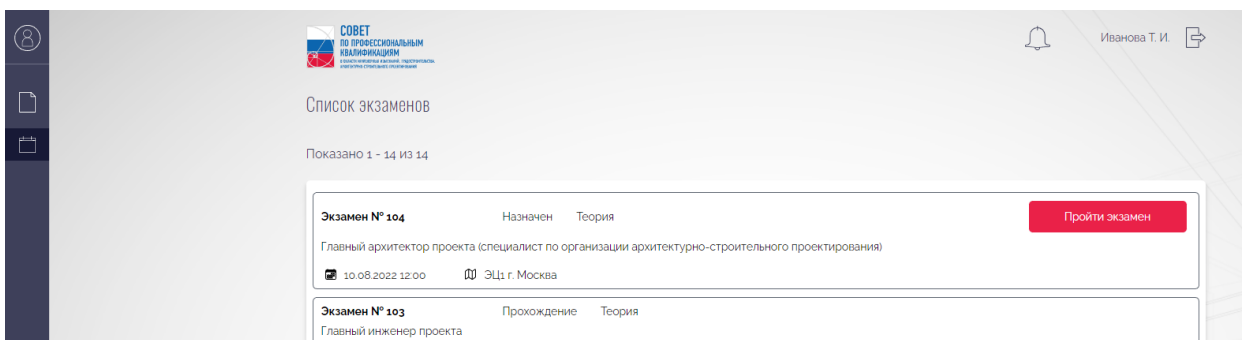 СОВЕТ
ПО ПРОФЕССИОНАЛЬНЫМ
КВАЛИФИКАЦИЯМ
Иванова Т. И.
Список экзаменов
Показано 1 - 14 из 14
Экзамен № 104 Назначен Теория Пройти экзамен
Главный архитектор проекта (специалист по организации архитектурно-строительного проектирования)
10.08.2022 12:00 ЭЦ1 г. Москва
Экзамен № 103 Прохождение Теория
Главный инженер проекта